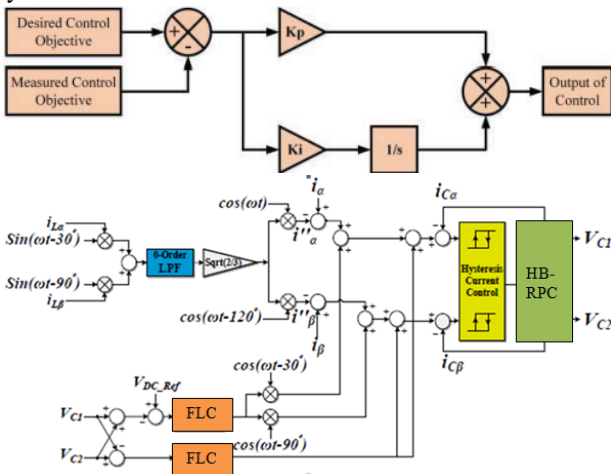 Desired Control
Objective
Measured Control
Objective
+
-
Kp
Ki
1/s
+
+
Output of
Control
cos(ωt)
iα
i''α
iCα
iLα
Sin(ωt-30°)
Sin(ωt-90°)
iLβ
0-Order
LPF
Sqrt(2/3)
cos(ωt-120°)
i''β
iβ
Hysteresis
Current
Control
HB-
RPC
VC1
VC2
iCβ
cos(ωt-30°)
VDC_Ref
VC1
VC2
FLC
FLC
cos(ωt-90°)